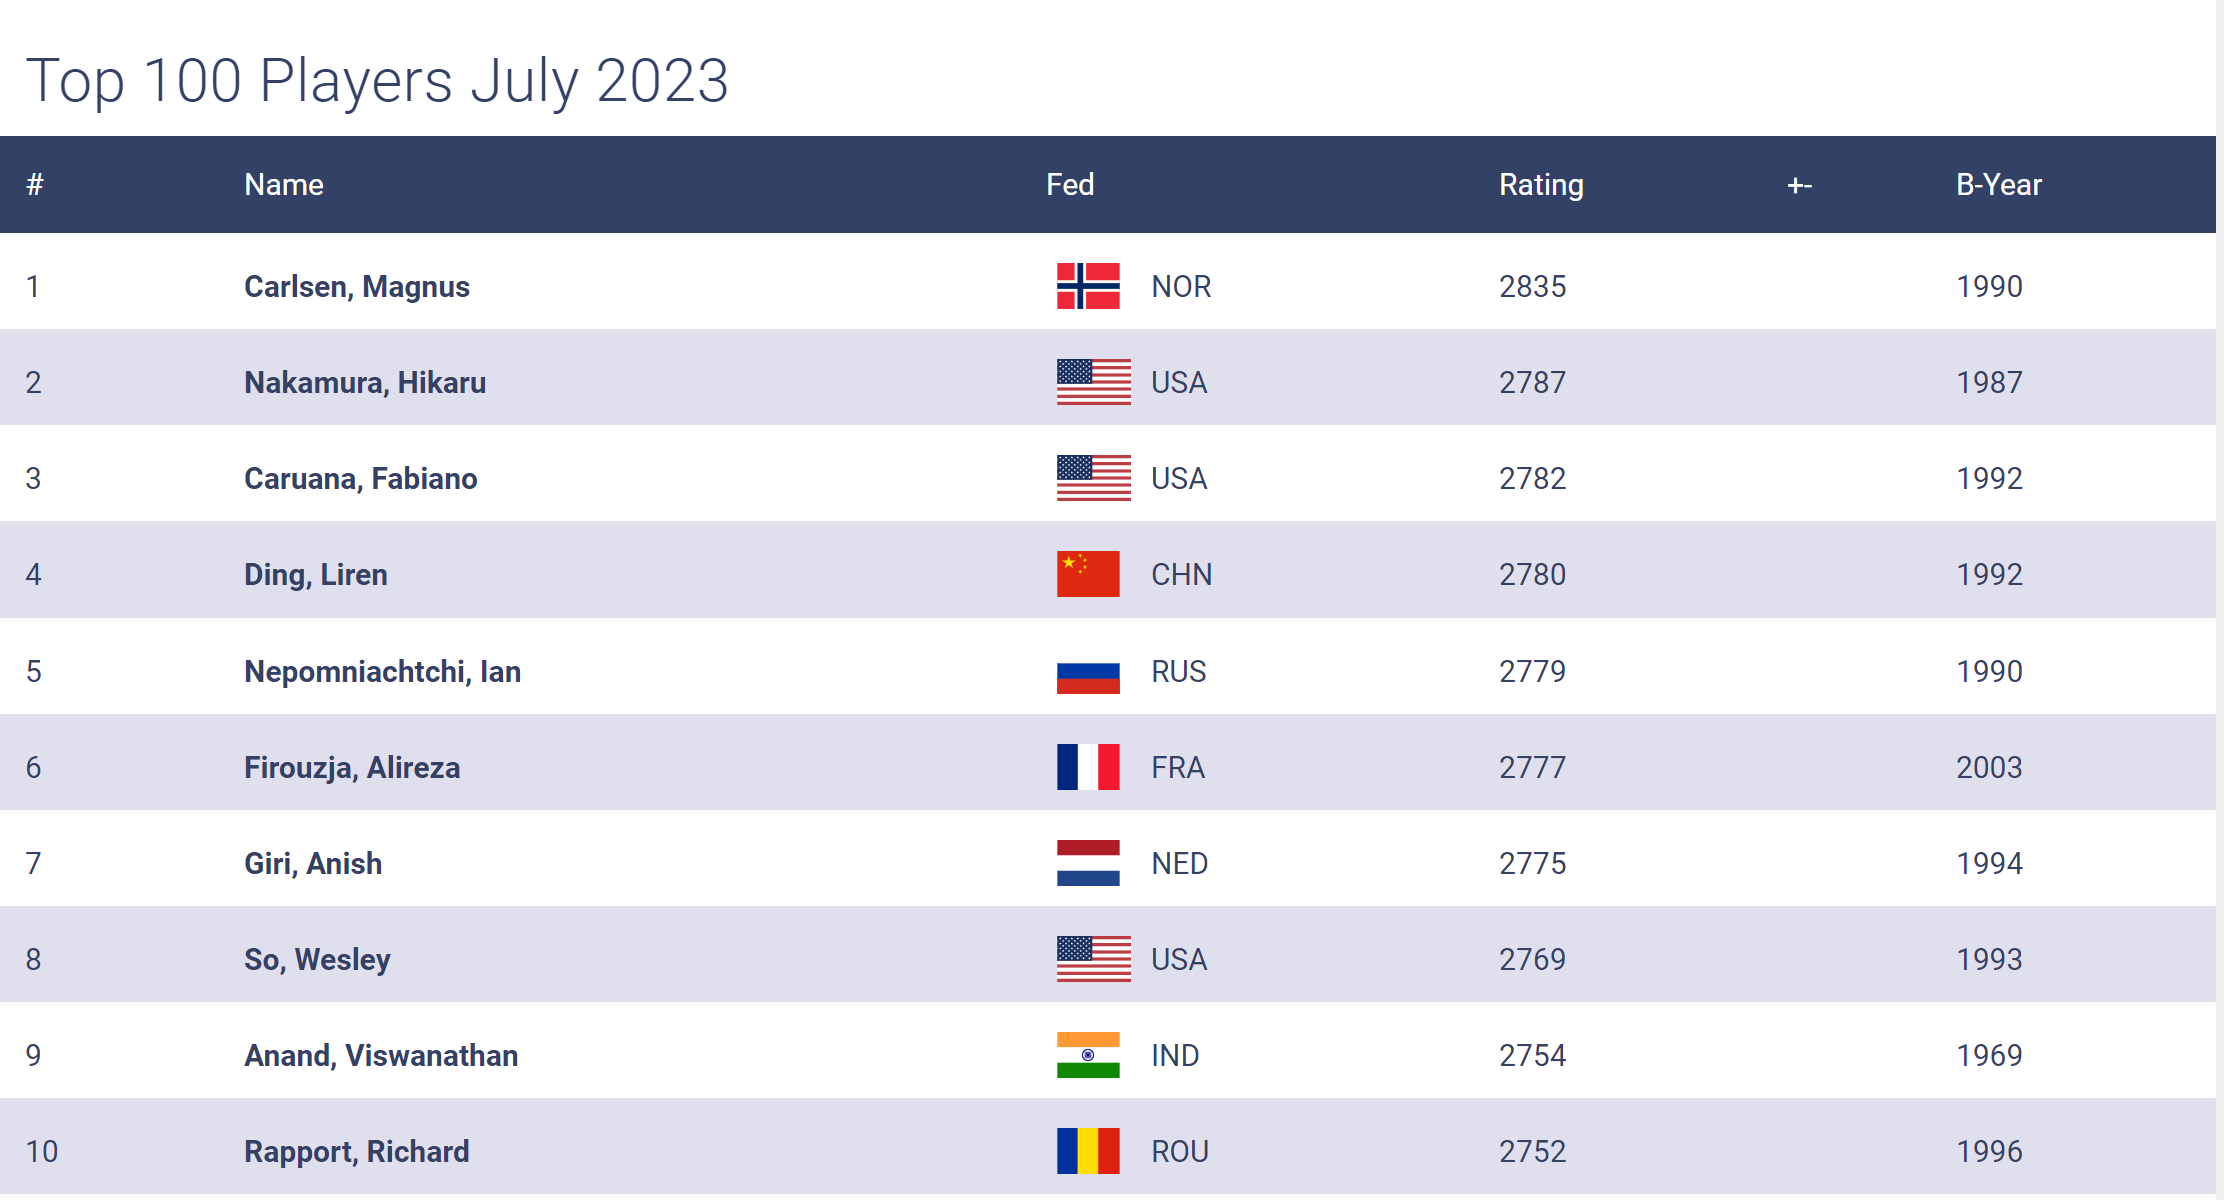 Top 100 Players July 2023
# Name Fed Rating +- B-Year
1 Carlsen, Magnus NOR 2835 1990
2 Nakamura, Hikaru USA 2787 1987
3 Caruana, Fabiano USA 2782 1992
4 Ding, Liren CHN 2780 1992
5 Nepomniachtchi, Ian RUS 2779 1990
6 Firouzja, Alireza FRA 2777 2003
7 Giri, Anish NED 2775 1994
8 So, Wesley USA 2769 1993
9 Anand, Viswanathan IND 2754 1969
10 Rapport, Richard ROU 2752 1996